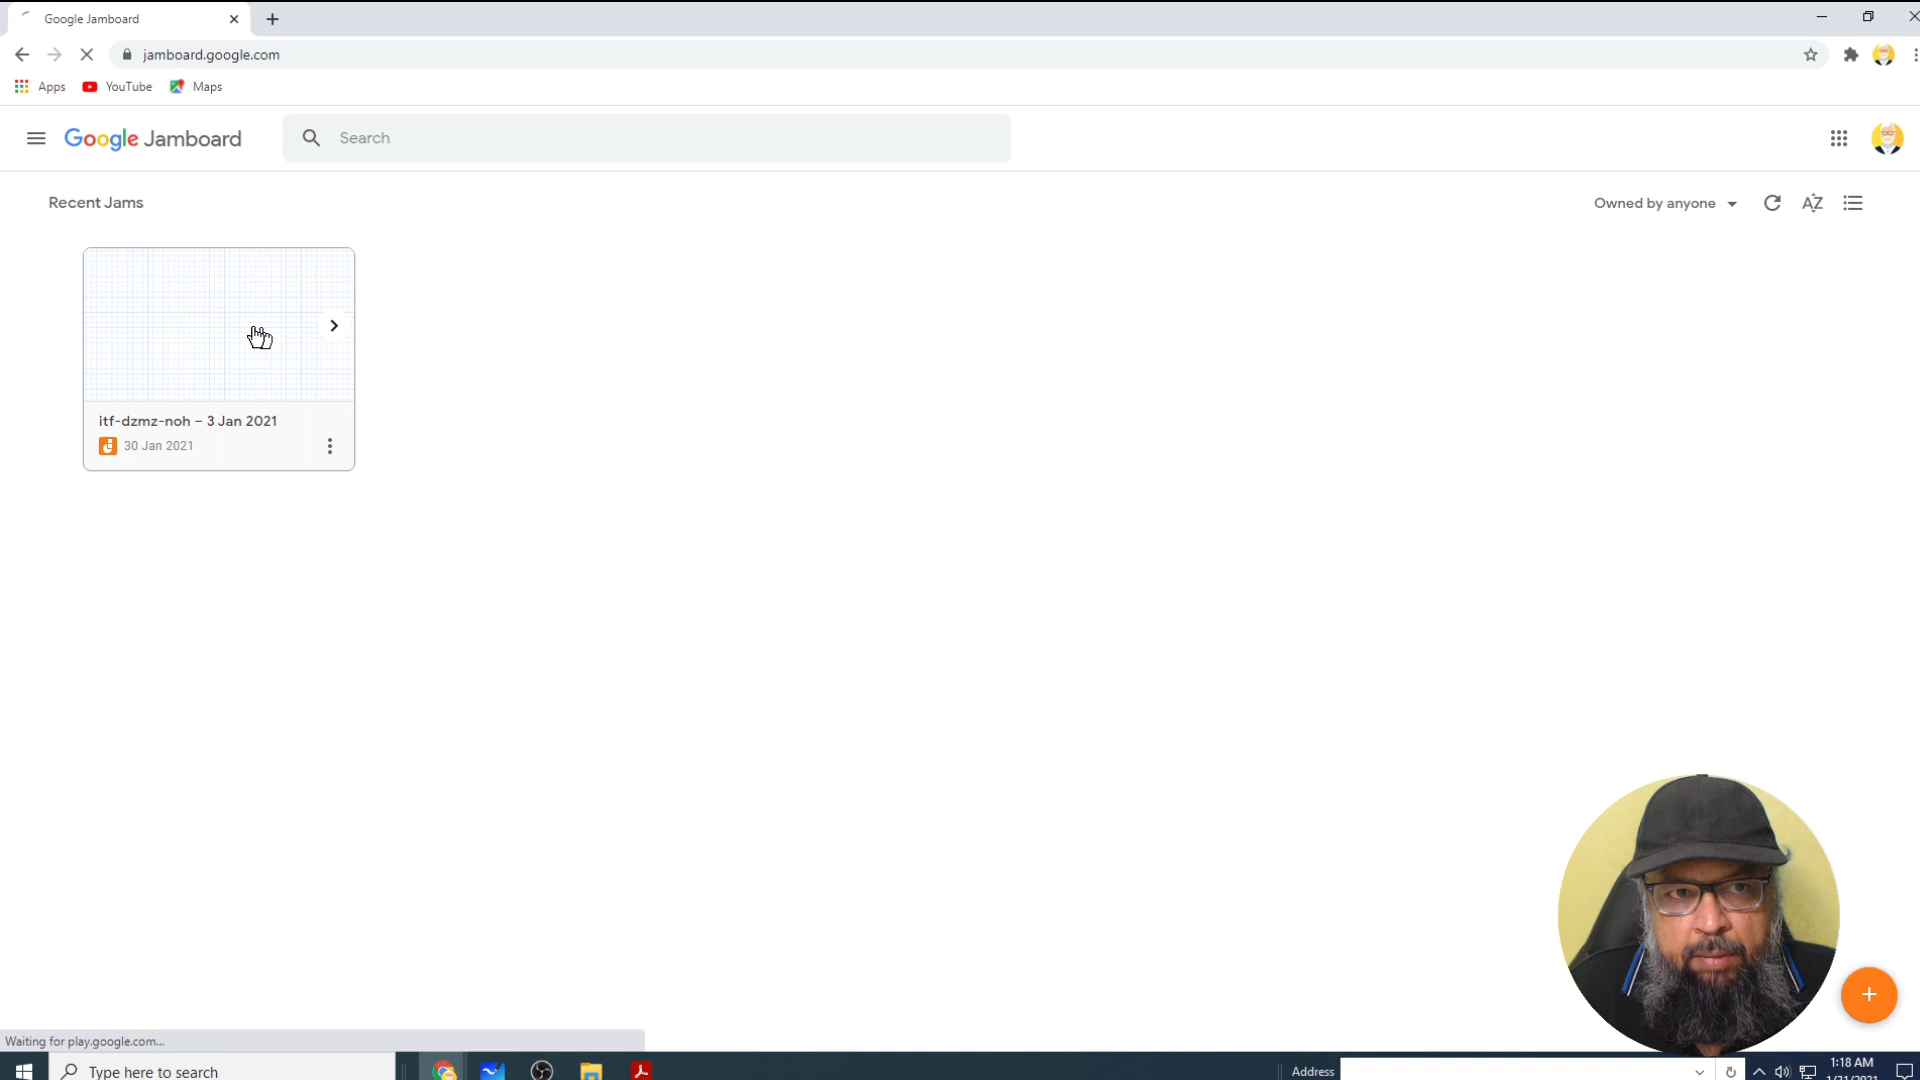 Google Jamboard
jamboard.google.com
Apps YouTube Maps
Google Jamboard Search
Recent Jams Owned by anyone AZ
itf-dzmz-noh – 3 Jan 2021
30 Jan 2021
Waiting for play.google.com...
Type here to search Address 1:18 AM